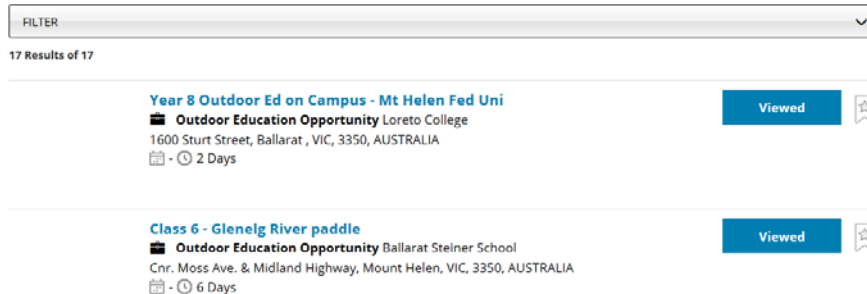 FILTER
17 Results of 17
Year 8 Outdoor Ed on Campus - Mt Helen Fed Uni
Viewed
Outdoor Education Opportunity Loreto College
1600 Sturt Street, Ballarat , VIC, 3350, AUSTRALIA
- 2 Days
Class 6 - Glenelg River paddle
Viewed
Outdoor Education Opportunity Ballarat Steiner School
Cnr. Moss Ave. & Midland Highway, Mount Helen, VIC, 3350, AUSTRALIA
- 6 Days